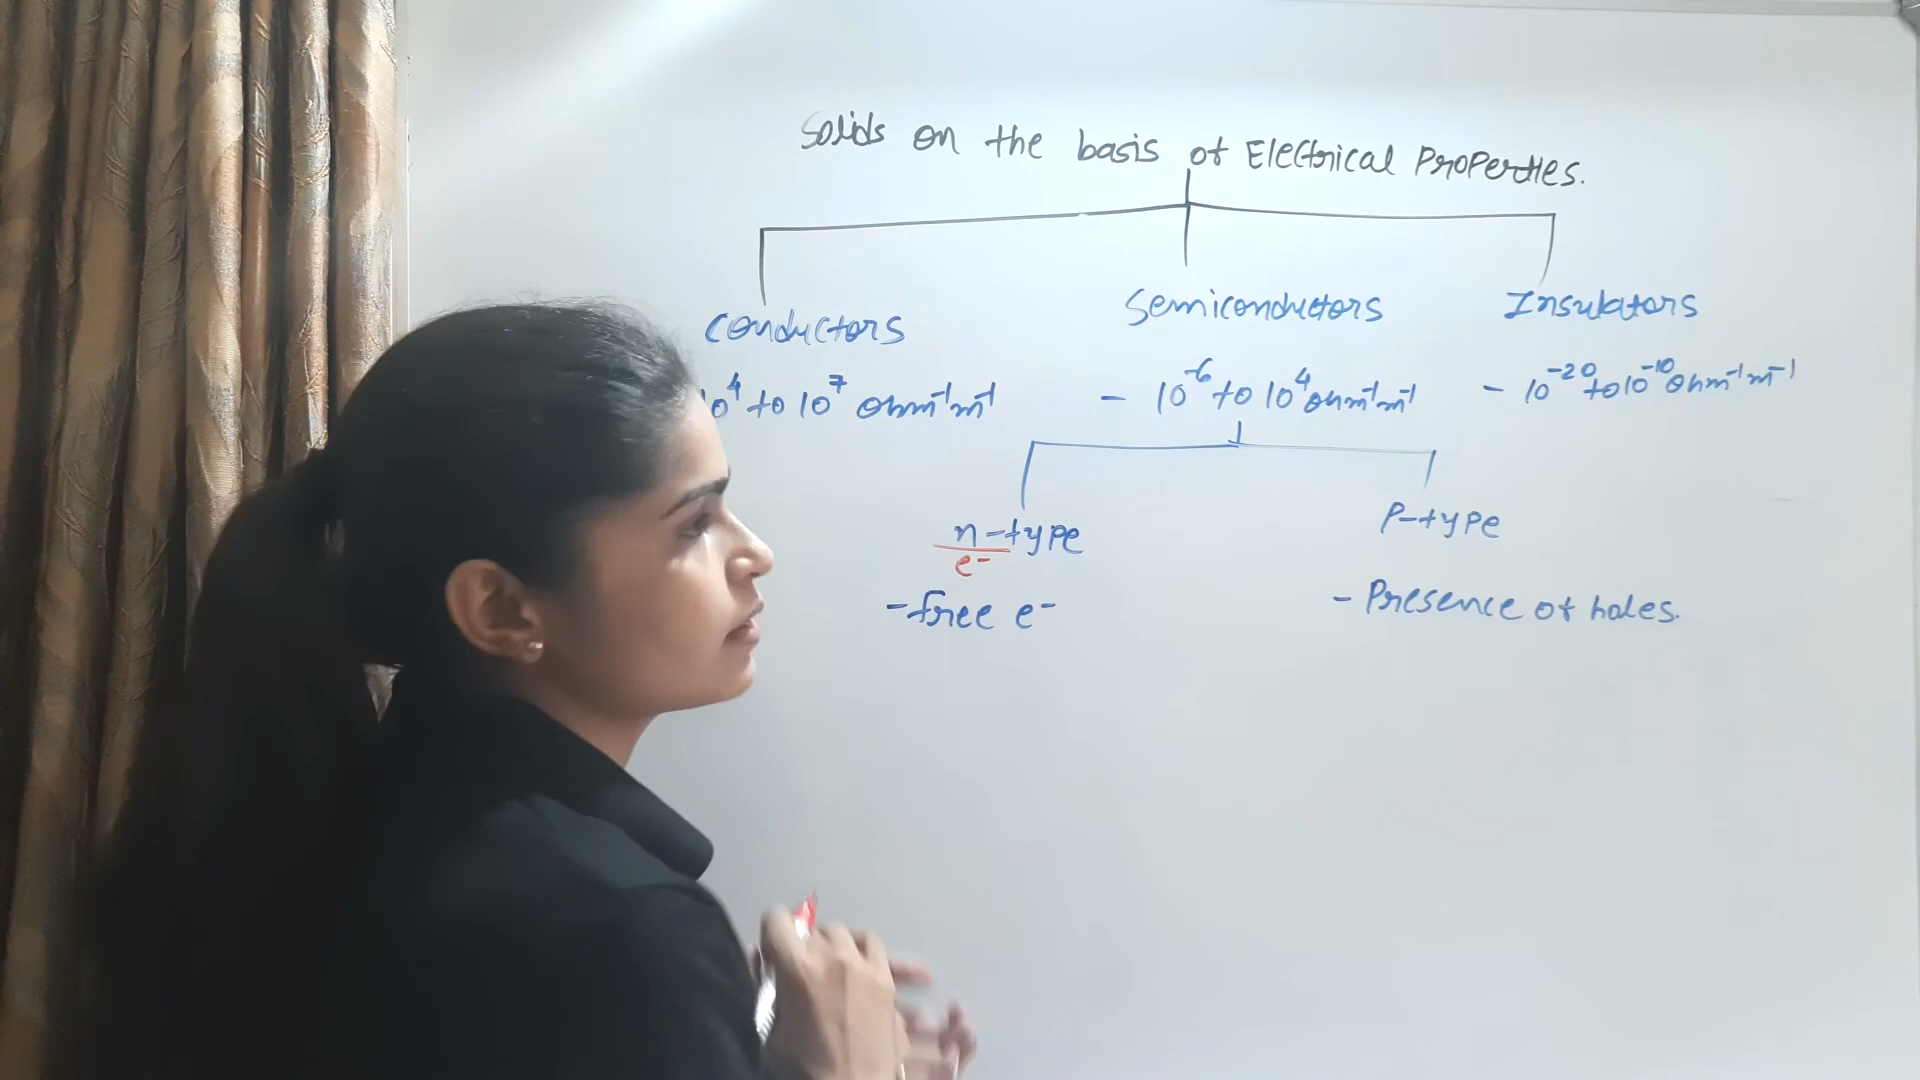 Solids on the basis of Electrical Properties.
Conductors
Semiconductors
Insulators
10⁴ to 10⁷ ohm⁻¹m⁻¹
- 10⁻⁶ to 10⁴ ohm⁻¹m⁻¹
- 10⁻²⁰ to 10⁻¹⁰ ohm⁻¹m⁻¹
n-type
P-type
e⁻
- free e⁻
- Presence of holes.